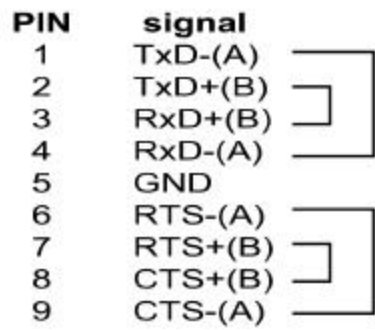 PIN signal
1 TxD-(A)
2 TxD+(B)
3 RxD+(B)
4 RxD-(A)
5 GND
6 RTS-(A)
7 RTS+(B)
8 CTS+(B)
9 CTS-(A)